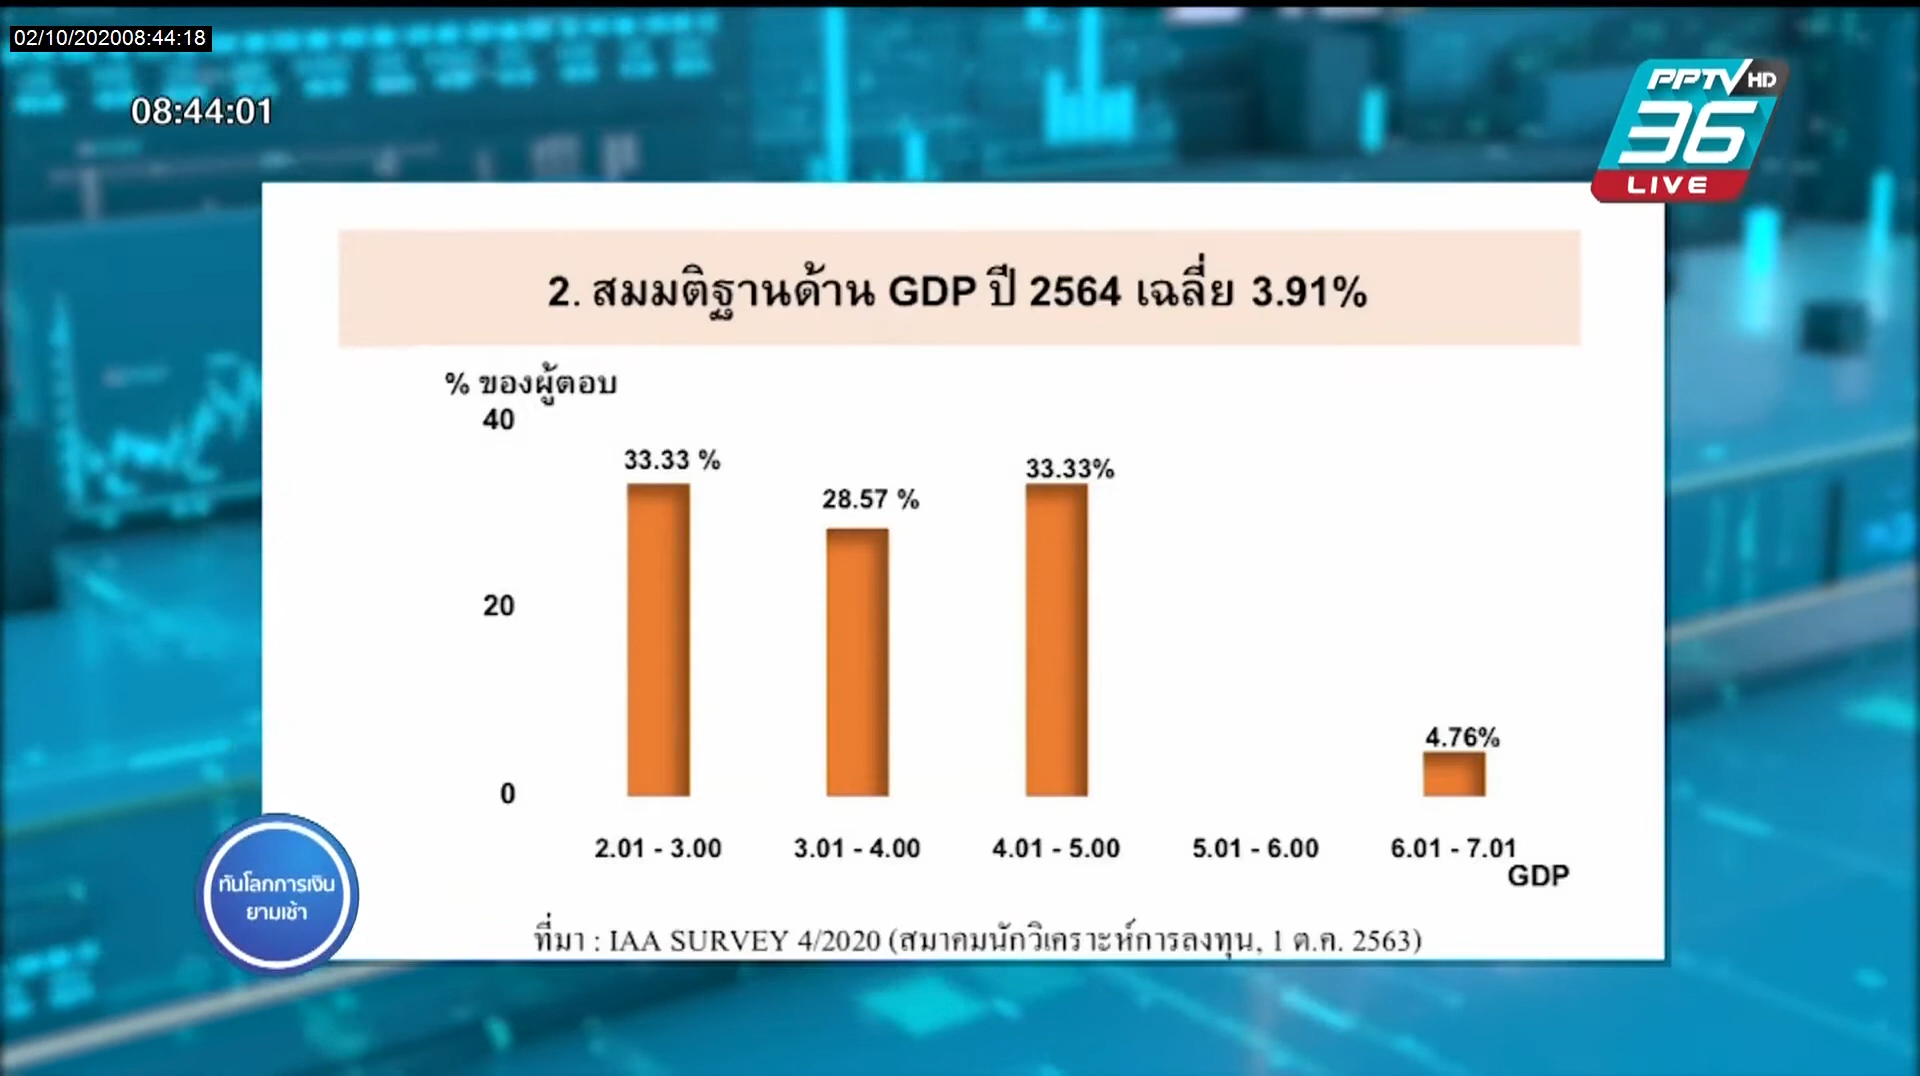 02/10/202008:44:18
08:44:01
PPTV HD
36
LIVE
2. สมมติฐานด้าน GDP ปี 2564 เฉลี่ย 3.91%
% ของผู้ตอบ
40
33.33 %
33.33%
28.57 %
20
4.76%
0
2.01 - 3.00 3.01 - 4.00 4.01 - 5.00 5.01 - 6.00 6.01 - 7.01
GDP
ทันโลกการเงิน
ยามเช้า
ที่มา : IAA SURVEY 4/2020 (สมาคมนักวิเคราะห์การลงทุน, 1 ต.ค. 2563)